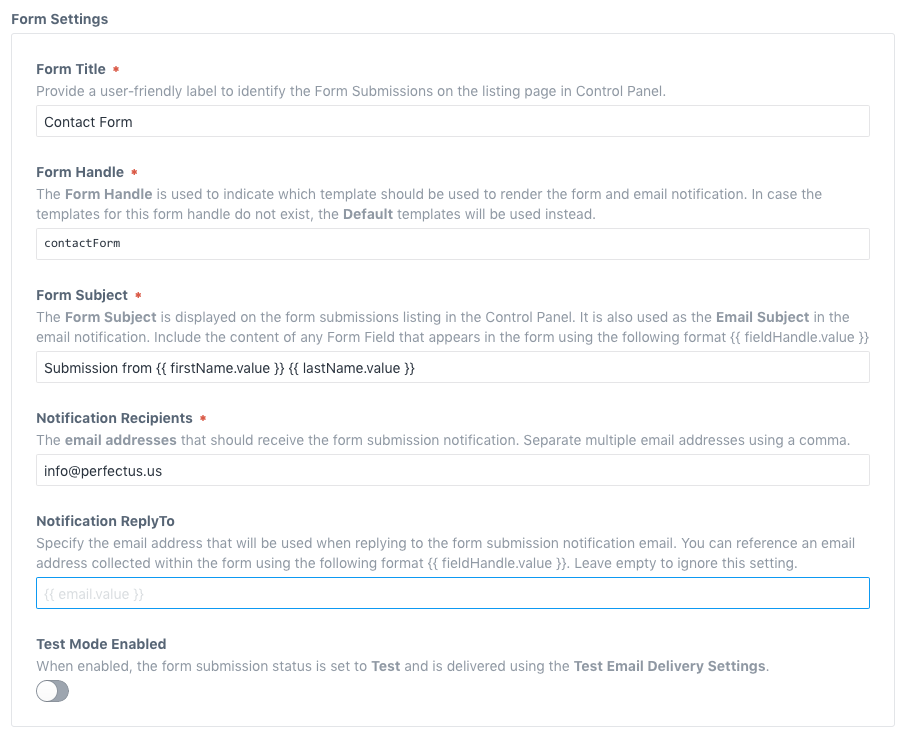 Form Settings
Form Title *
Provide a user-friendly label to identify the Form Submissions on the listing page in Control Panel.
Contact Form
Form Handle *
The Form Handle is used to indicate which template should be used to render the form and email notification. In case the
templates for this form handle do not exist, the Default templates will be used instead.
contactForm
Form Subject *
The Form Subject is displayed on the form submissions listing in the Control Panel. It is also used as the Email Subject in the
email notification. Include the content of any Form Field that appears in the form using the following format {{ fieldHandle.value }}
Submission from {{ firstName.value }} {{ lastName.value }}
Notification Recipients *
The email addresses that should receive the form submission notification. Separate multiple email addresses using a comma.
info@perfectus.us
Notification ReplyTo
Specify the email address that will be used when replying to the form submission notification email. You can reference an email
address collected within the form using the following format {{ fieldHandle.value }}. Leave empty to ignore this setting.
{{ email.value }}
Test Mode Enabled
When enabled, the form submission status is set to Test and is delivered using the Test Email Delivery Settings.